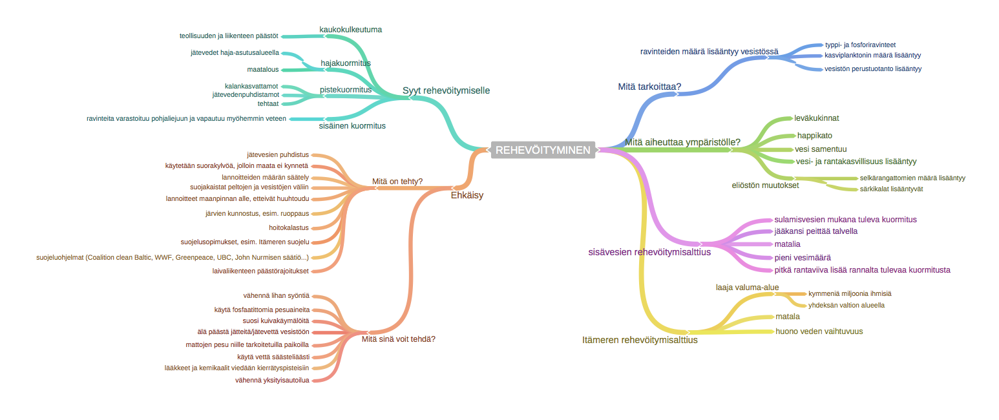 REHEVÖITYMINEN
Syyt rehevöitymiselle
kaukokulkeutuma
teollisuuden ja liikenteen päästöt
hajakuormitus
jätevedet haja-asutusalueella
maatalous
pistekuormitus
kalankasvattamot
jätevedenpuhdistamot
tehtaat
sisäinen kuormitus
ravinteita varastoituu pohjaliejuun ja vapautuu myöhemmin veteen
Ehkäisy
Mitä on tehty?
jätevesien puhdistus
käytetään suorakylvöä, jolloin maata ei kynnetä
lannoitteiden määrän säätely
suojakaistat peltojen ja vesistöjen väliin
lannoitteet maanpinnan alle, etteivät huuhtoudu
järvien kunnostus, esim. ruoppaus
hoitokalastus
suojelusopimukset, esim. Itämeren suojelu
suojeluohjelmat (Coalition clean Baltic, WWF, Greenpeace, UBC, John Nurmisen säätiö...)
laivaliikenteen päästörajoitukset
Mitä sinä voit tehdä?
vähennä lihan syöntiä
käytä fosfaatittomia pesuaineita
suosi kuivakäymälöitä
älä päästä jätteitä/jätevettä vesistöön
mattojen pesu niille tarkoitetuilla paikoilla
käytä vettä säästeliäästi
lääkkeet ja kemikaalit viedään kierrätyspisteisiin
vähennä yksityisautoilua
Mitä tarkoittaa?
ravinteiden määrä lisääntyy vesistössä
typpi- ja fosforiravinteet
kasviplanktonin määrä lisääntyy
vesistön perustuotanto lisääntyy
Mitä aiheuttaa ympäristölle?
leväkukinnat
happikato
vesi samentuu
vesi- ja rantakasvillisuus lisääntyy
eliöstön muutokset
selkärangattomien määrä lisääntyy
särkikalat lisääntyvät
sisävesien rehevöitymisalttius
sulamisvesien mukana tuleva kuormitus
jääkansi peittää talvella
matalia
pieni vesimäärä
pitkä rantaviiva lisää rannalta tulevaa kuormitusta
Itämeren rehevöitymisalttius
laaja valuma-alue
kymmeniä miljoonia ihmisiä
yhdeksän valtion alueella
matala
huono veden vaihtuvuus